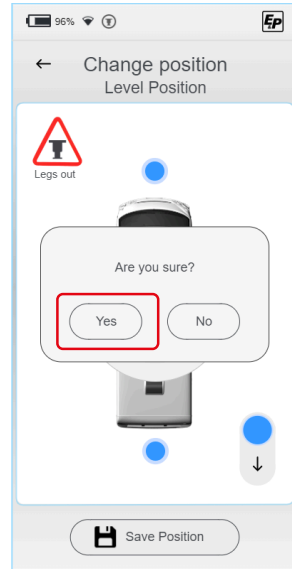 96%
EP
Change position
Level Position
Legs out
Are you sure?
Yes
No
Save Position